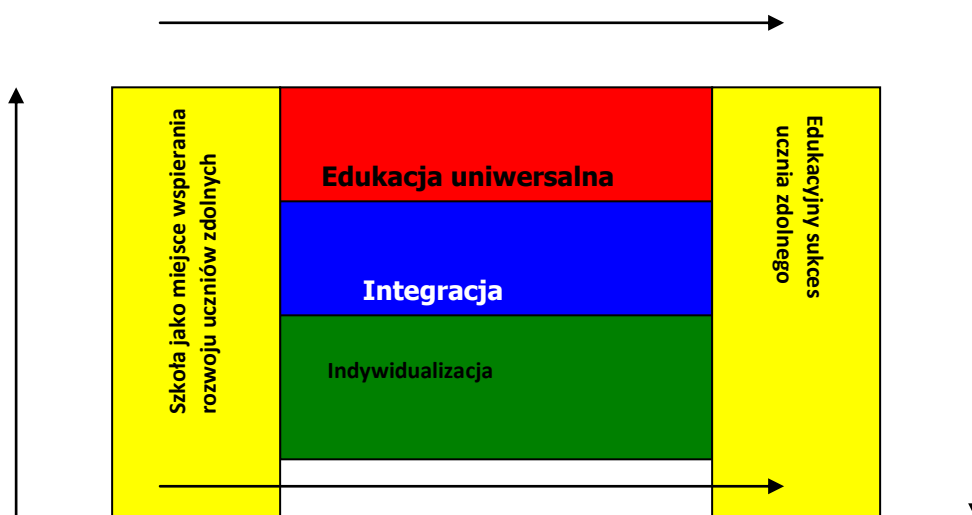 Szkoła jako miejsce wspierania
rozwoju uczniów zdolnych
Edukacja uniwersalna
Integracja
Indywidualizacja
Edukacyjny sukces
ucznia zdolnego